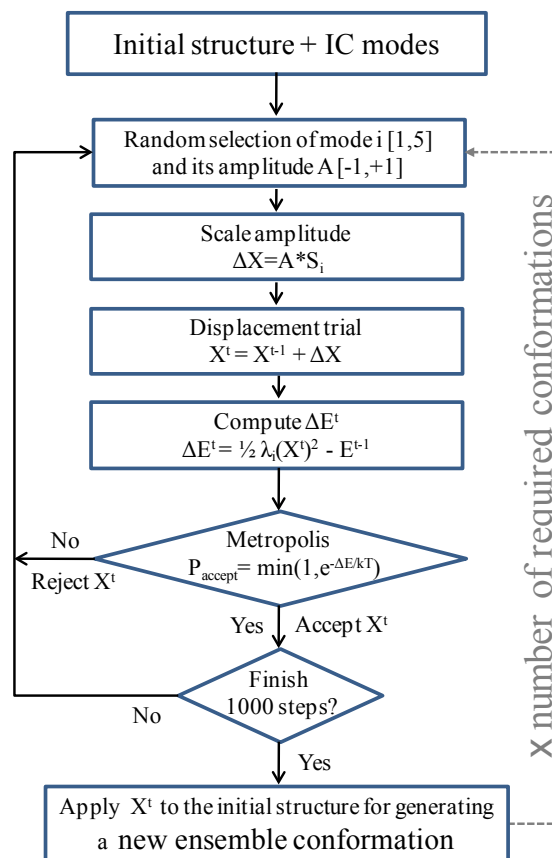 Initial structure + IC modes
Random selection of mode i [1,5]
and its amplitude A [-1,+1]
Scale amplitude
ΔX=A*Sᵢ
Displacement trial
Xᵗ = Xᵗ⁻¹ + ΔX
Compute ΔEᵗ
ΔEᵗ = ½ λᵢ(Xᵗ)² - Eᵗ⁻¹
Metropolis
P_accept = min(1,e^-ΔE/kT)
No
Reject Xᵗ
Yes Accept Xᵗ
Finish
1000 steps?
No
Yes
Apply Xᵗ to the initial structure for generating
a new ensemble conformation
x number of required conformations